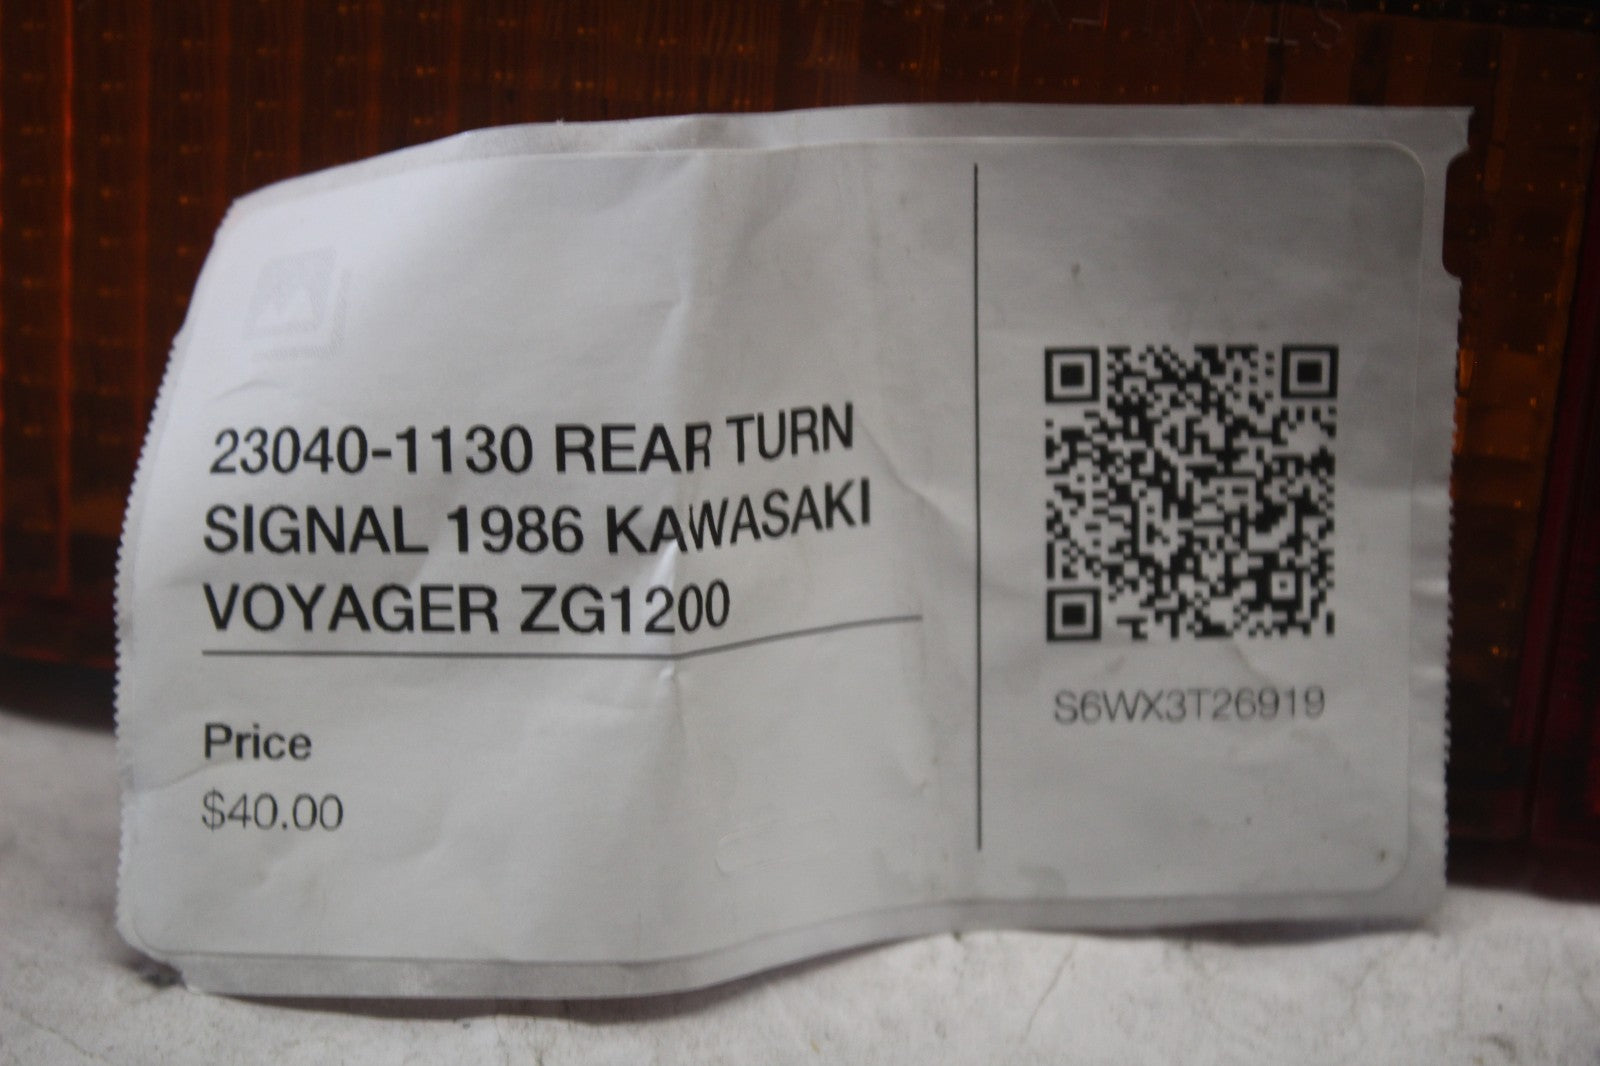 23040-1130 REAR TURN
SIGNAL 1986 KAWASAKI
VOYAGER ZG1200
Price
$40.00
S6WX3T26919